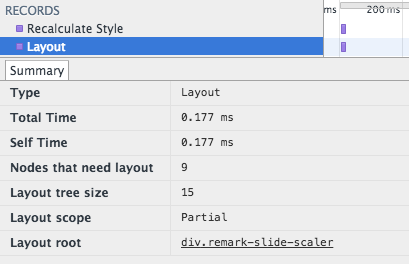 RECORDS ms 200 ms
Recalculate Style
Layout
Summary
Type Layout
Total Time 0.177 ms
Self Time 0.177 ms
Nodes that need layout 9
Layout tree size 15
Layout scope Partial
Layout root div.remark-slide-scaler